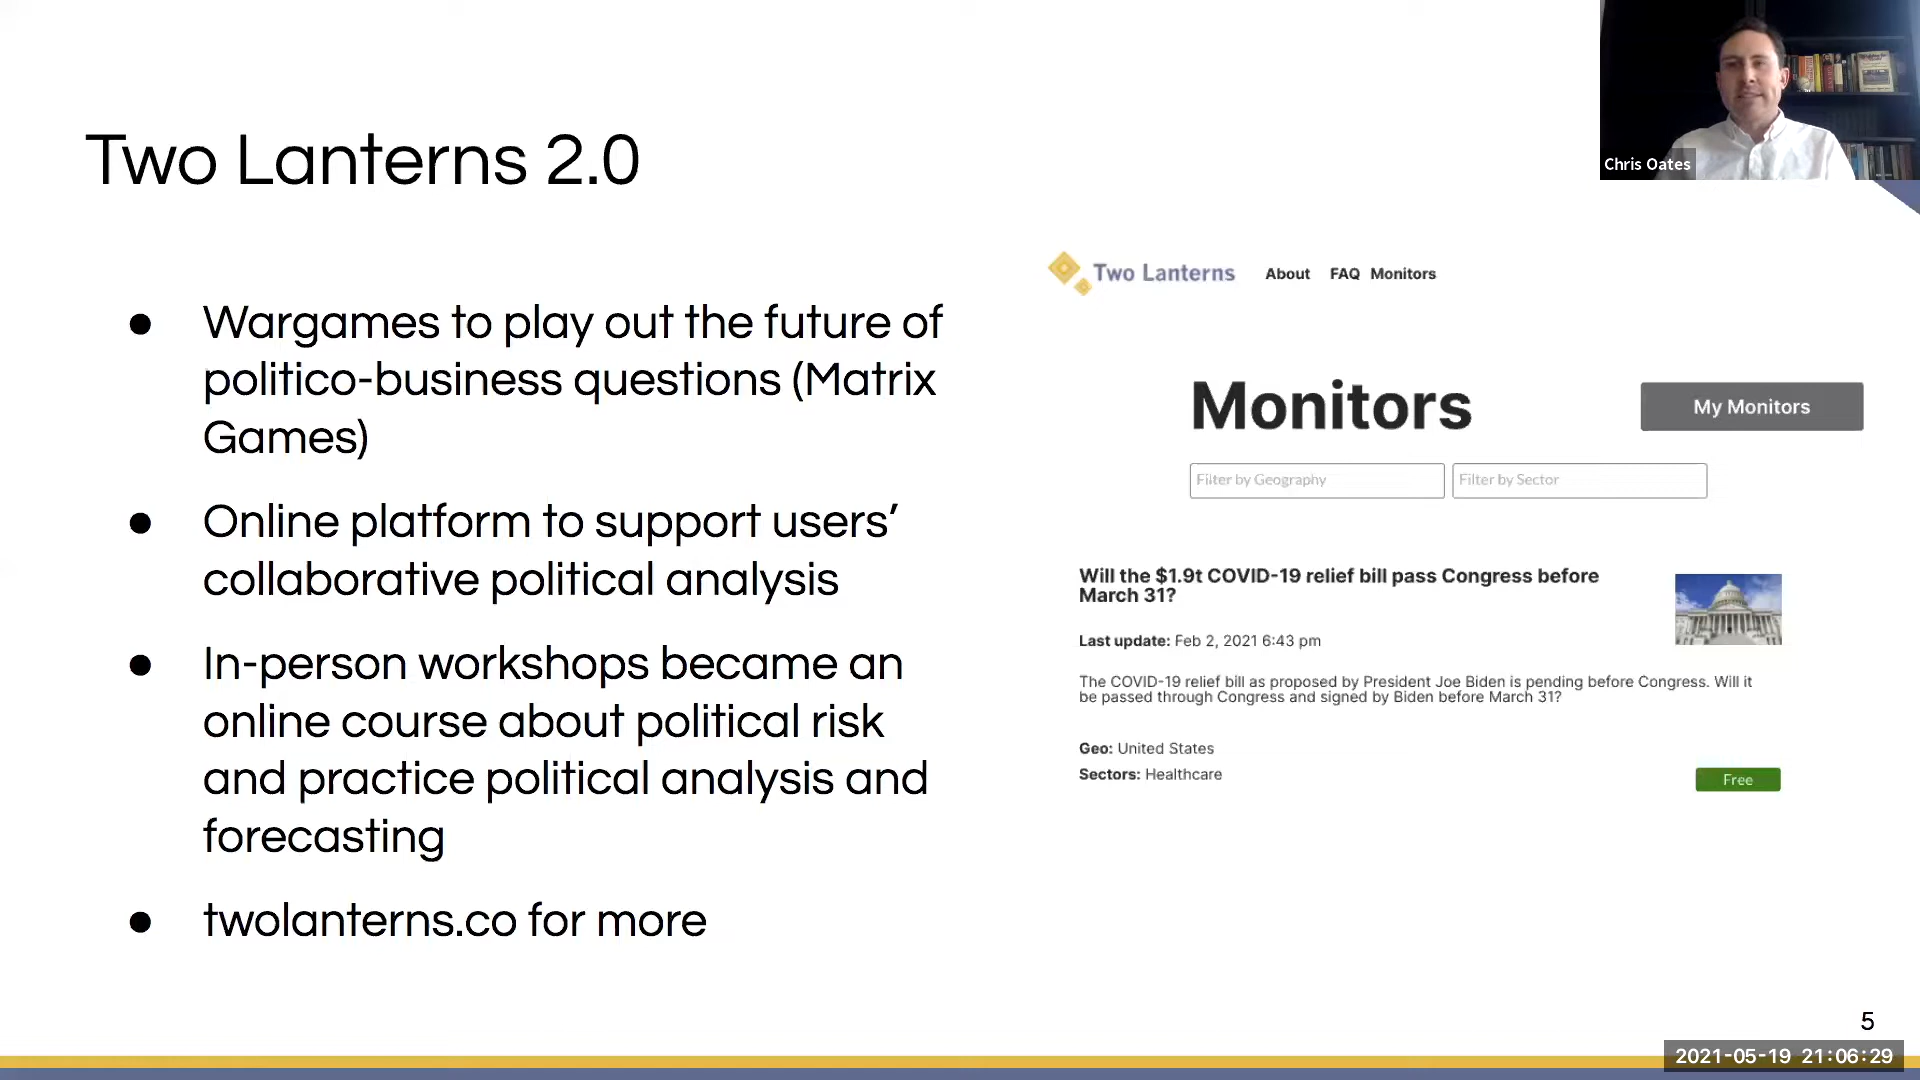 Two Lanterns 2.0
● Wargames to play out the future of
politico-business questions (Matrix
Games)
● Online platform to support users’
collaborative political analysis
● In-person workshops became an
online course about political risk
and practice political analysis and
forecasting
● twolanterns.co for more
Chris Oates
Two Lanterns About FAQ Monitors
Monitors
My Monitors
Filter by Geography Filter by Sector
Will the $1.9t COVID-19 relief bill pass Congress before
March 31?
Last update: Feb 2, 2021 6:43 pm
The COVID-19 relief bill as proposed by President Joe Biden is pending before Congress. Will it
be passed through Congress and signed by Biden before March 31?
Geo: United States
Sectors: Healthcare
Free
5
2021-05-19 21:06:29